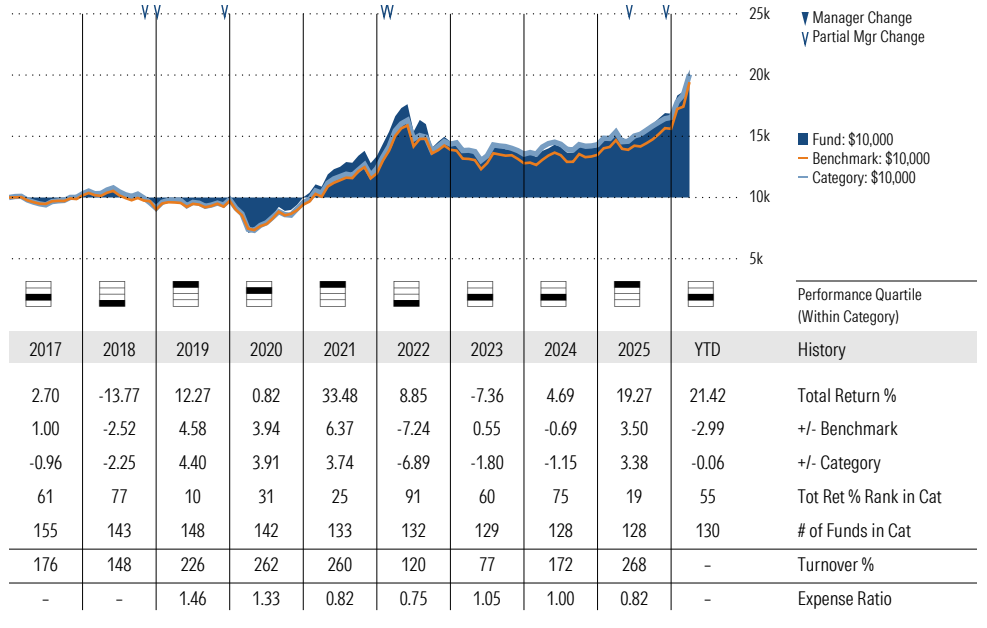 25k
Manager Change
Partial Mgr Change
20k
15k
Fund: $10,000
Benchmark: $10,000
Category: $10,000
10k
5k
Performance Quartile
(Within Category)
2017 2018 2019 2020 2021 2022 2023 2024 2025 YTD History
2.70 -13.77 12.27 0.82 33.48 8.85 -7.36 4.69 19.27 21.42 Total Return %
1.00 -2.52 4.58 3.94 6.37 -7.24 0.55 -0.69 3.50 -2.99 +/- Benchmark
-0.96 -2.25 4.40 3.91 3.74 -6.89 -1.80 -1.15 3.38 -0.06 +/- Category
61 77 10 31 25 91 60 75 19 55 Tot Ret % Rank in Cat
155 143 148 142 133 132 129 128 128 130 # of Funds in Cat
176 148 226 262 260 120 77 172 268 – Turnover %
– – 1.46 1.33 0.82 0.75 1.05 1.00 0.82 – Expense Ratio